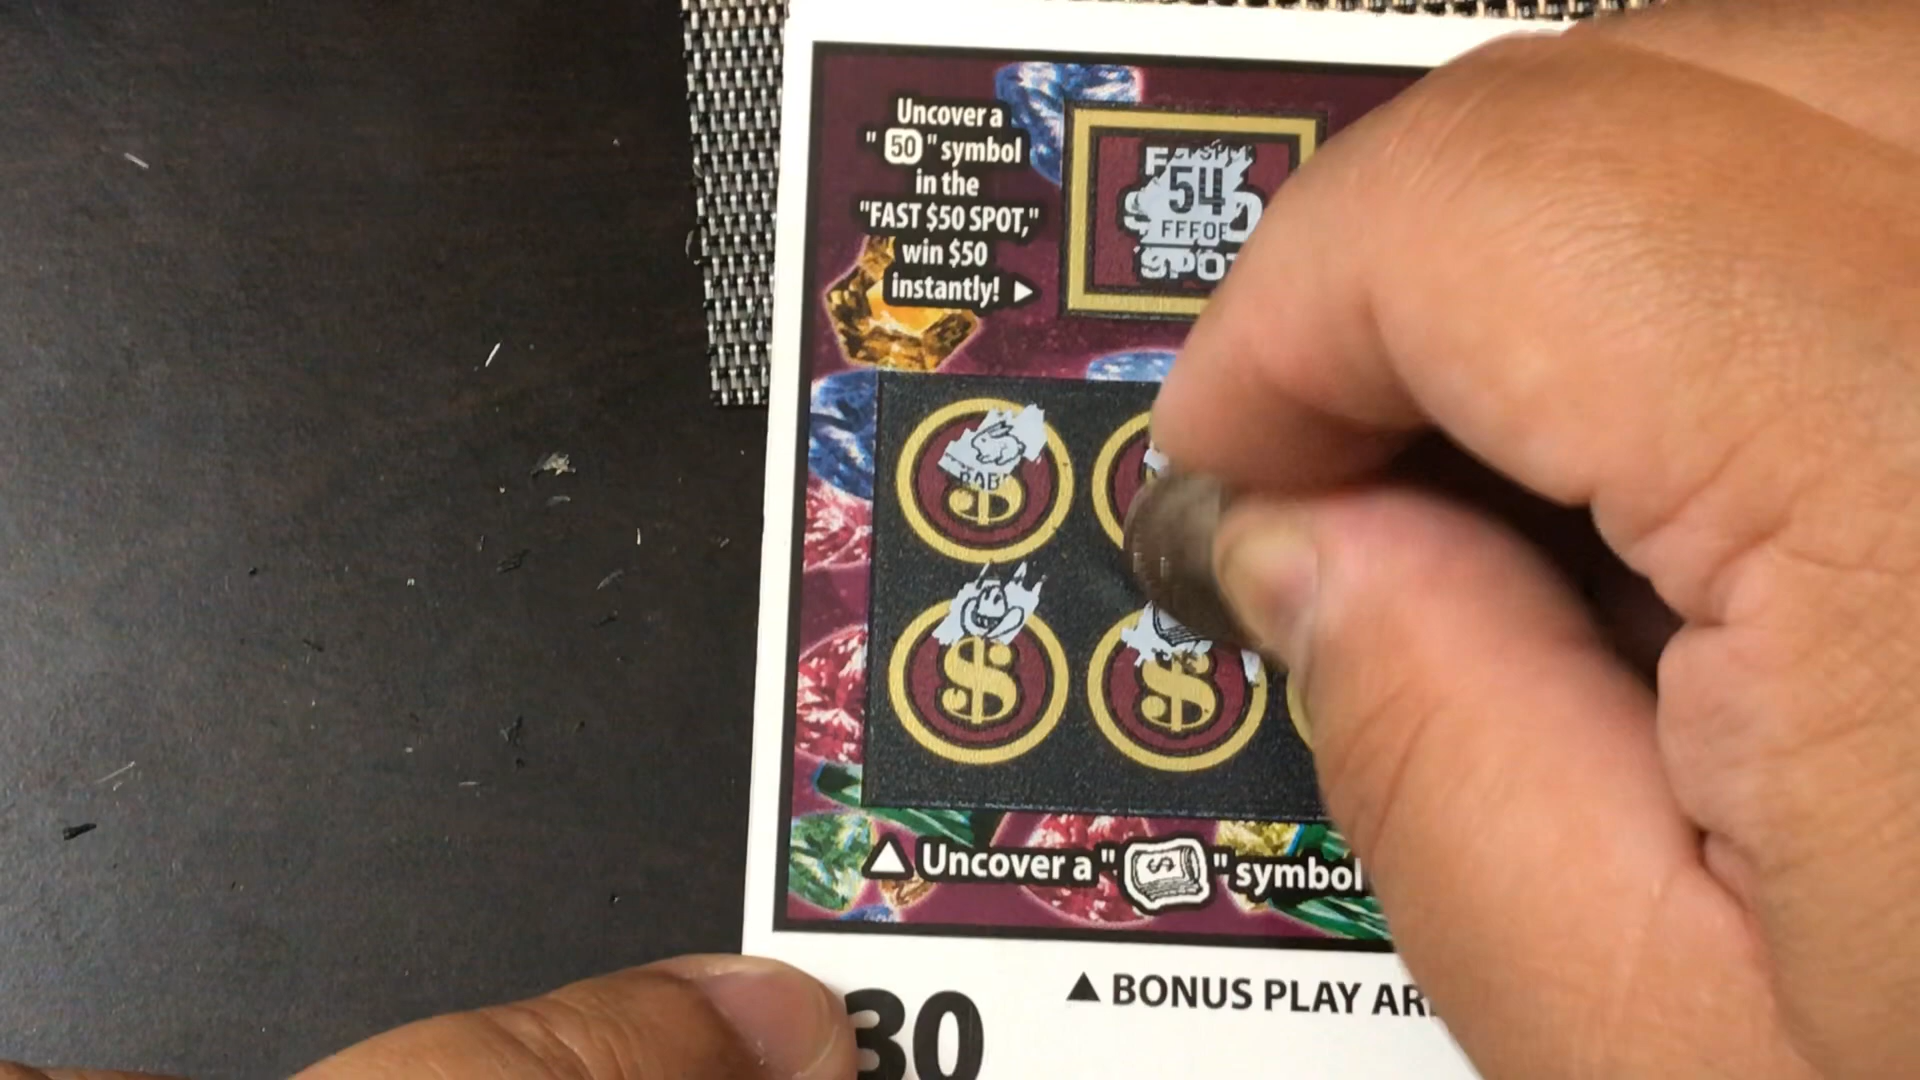 Uncover a
" 50 " symbol
in the
"FAST $50 SPOT,"
win $50
instantly! ▶
54
FFFOF
SPOT
$
$ $
▲ Uncover a " $ " symbol
▲ BONUS PLAY AR
30